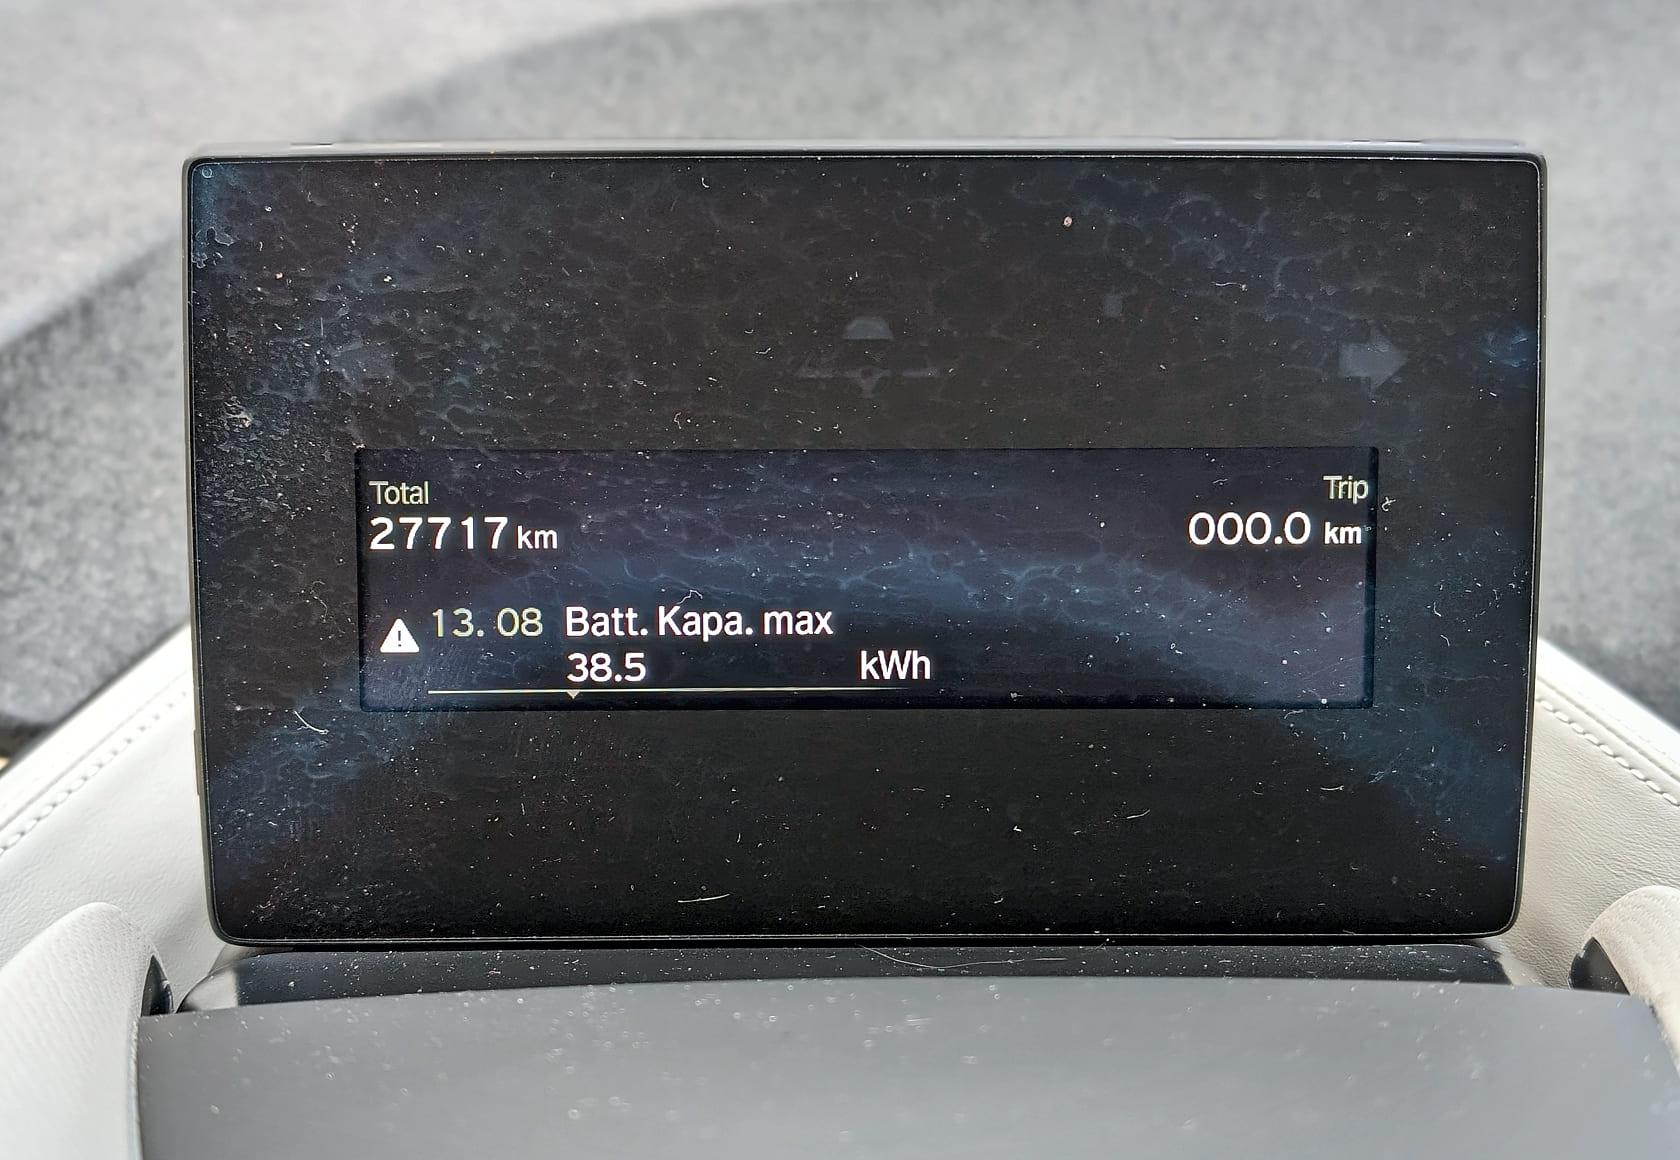 Total
Trip
27717 km
000.0 km
13. 08 Batt. Kapa. max
38.5 kWh